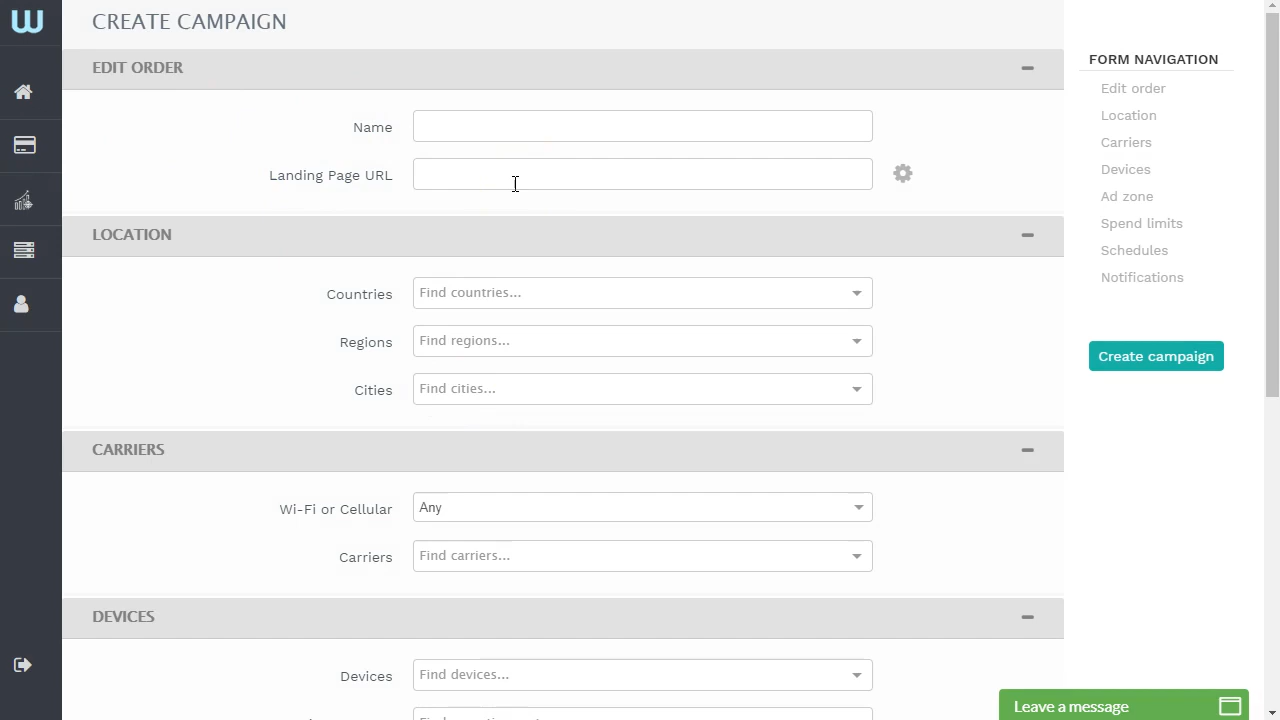 W
CREATE CAMPAIGN
EDIT ORDER
Name
Landing Page URL
LOCATION
Countries
Find countries...
Regions
Find regions...
Cities
Find cities...
CARRIERS
Wi-Fi or Cellular
Any
Carriers
Find carriers...
DEVICES
Devices
Find devices...
FORM NAVIGATION
Edit order
Location
Carriers
Devices
Ad zone
Spend limits
Schedules
Notifications
Create campaign
Leave a message